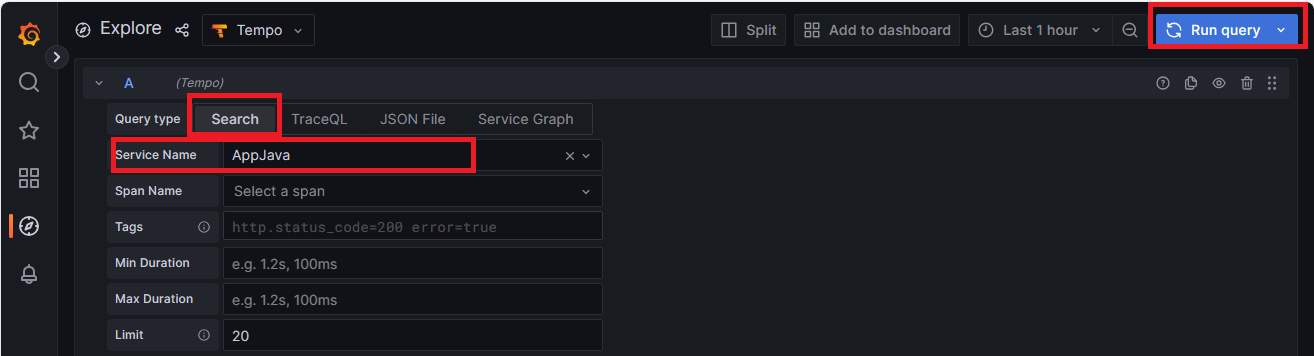 Explore Tempo Split Add to dashboard Last 1 hour Run query
A (Tempo)
Query type Search TraceQL JSON File Service Graph
Service Name AppJava
Span Name Select a span
Tags http.status_code=200 error=true
Min Duration e.g. 1.2s, 100ms
Max Duration e.g. 1.2s, 100ms
Limit 20